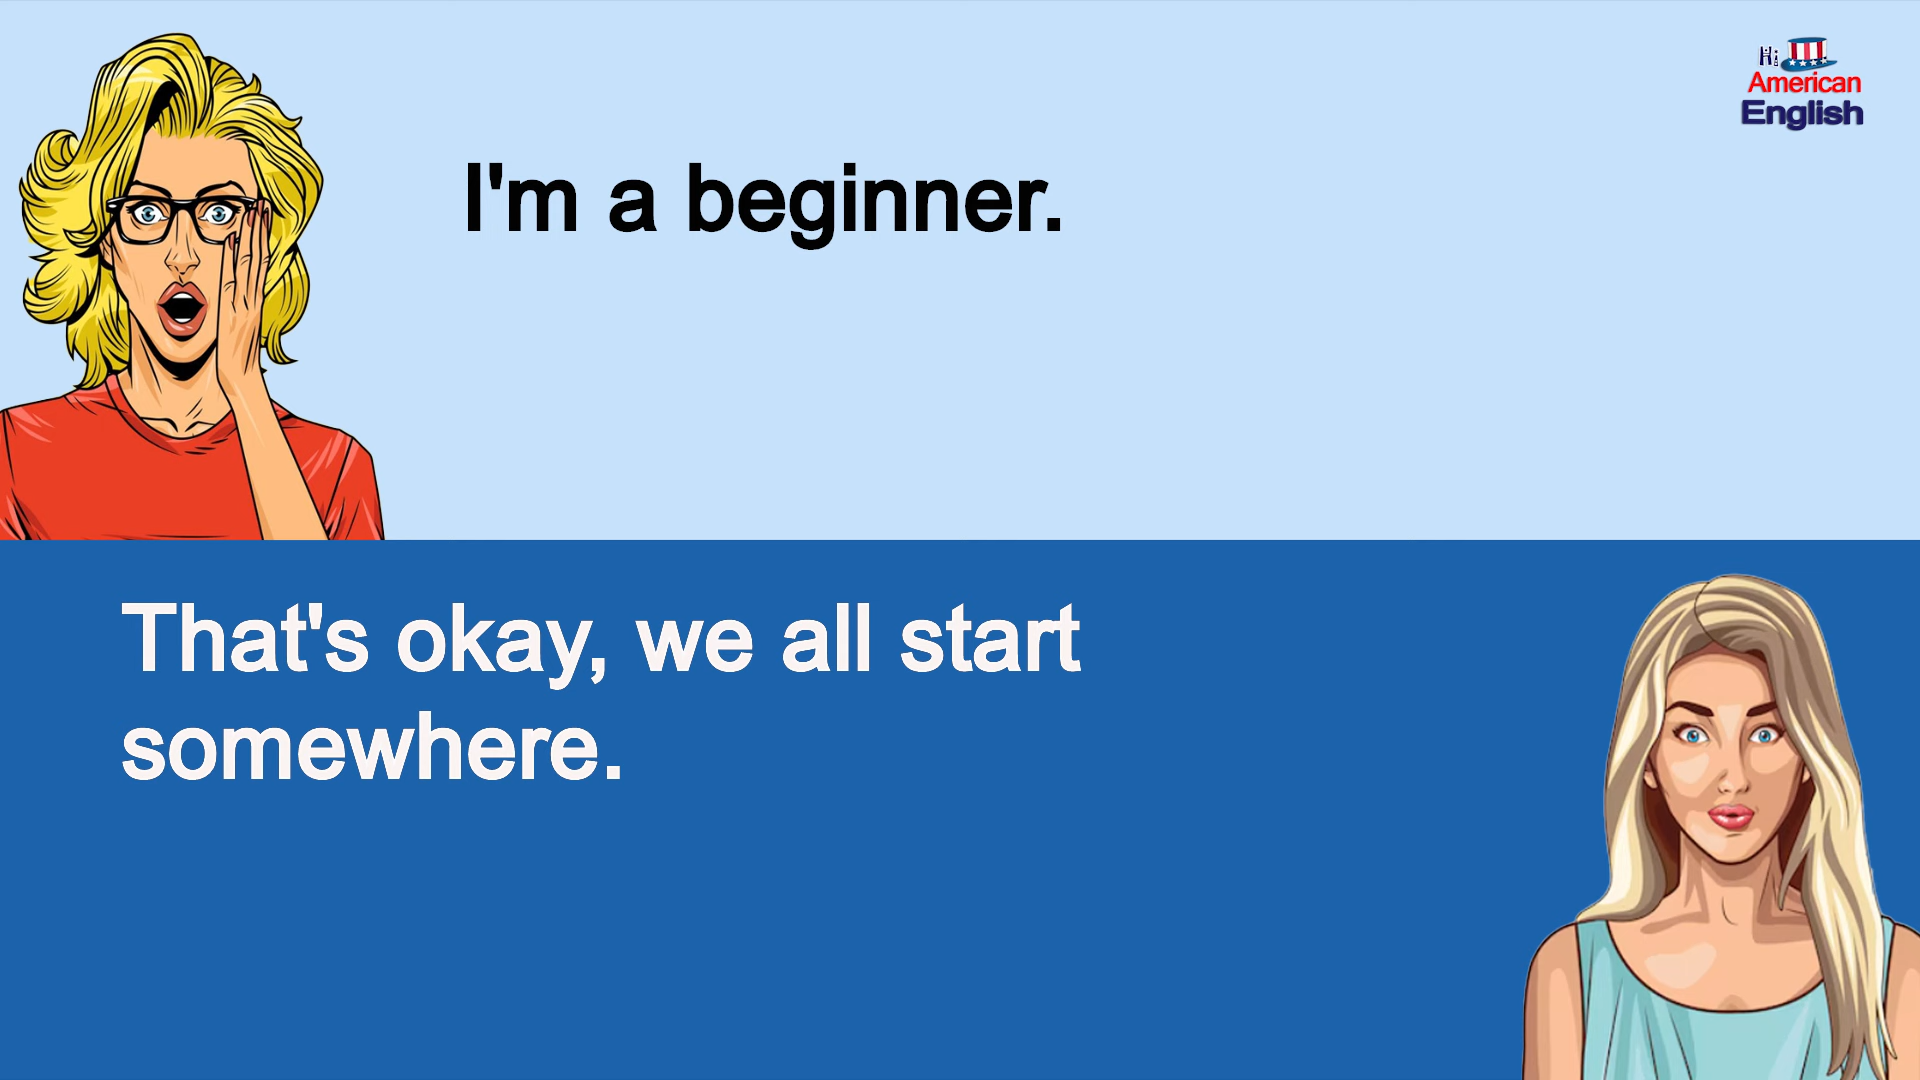 Hi
American
English
I'm a beginner.
That's okay, we all start
somewhere.